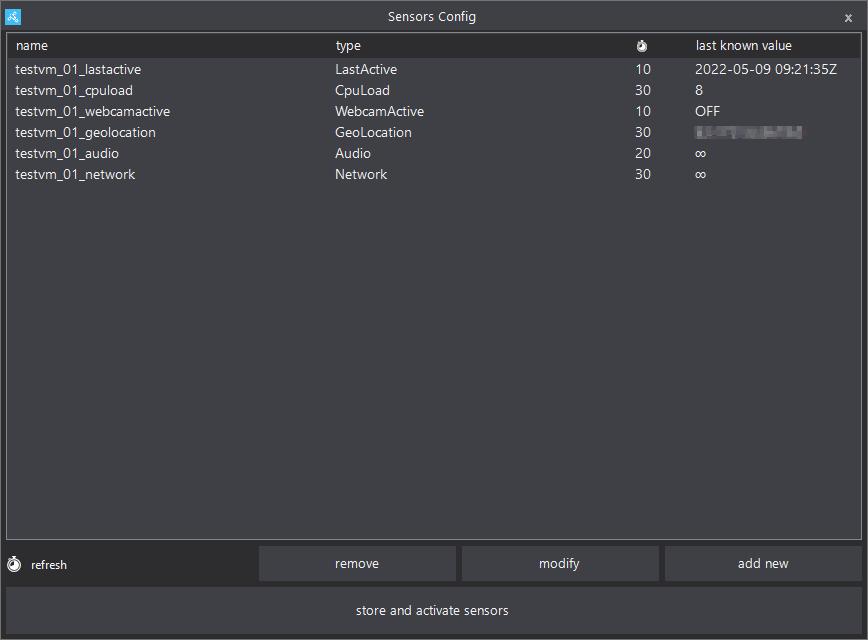 Sensors Config x
name type last known value
testvm_01_lastactive LastActive 10 2022-05-09 09:21:35Z
testvm_01_cpuload CpuLoad 30 8
testvm_01_webcamactive WebcamActive 10 OFF
testvm_01_geolocation GeoLocation 30
testvm_01_audio Audio 20 ∞
testvm_01_network Network 30 ∞
refresh remove modify add new
store and activate sensors